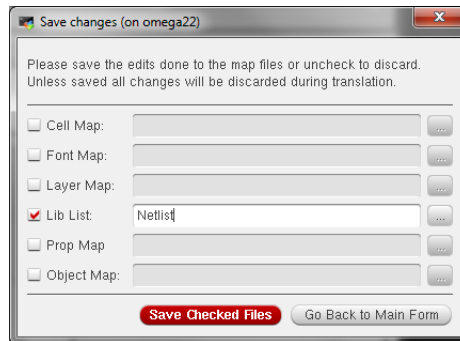 Save changes (on omega22)
X
Please save the edits done to the map files or uncheck to discard.
Unless saved all changes will be discarded during translation.
Cell Map:
...
Font Map:
...
Layer Map:
...
Lib List: Netlist
...
Prop Map
...
Object Map:
...
Save Checked Files Go Back to Main Form